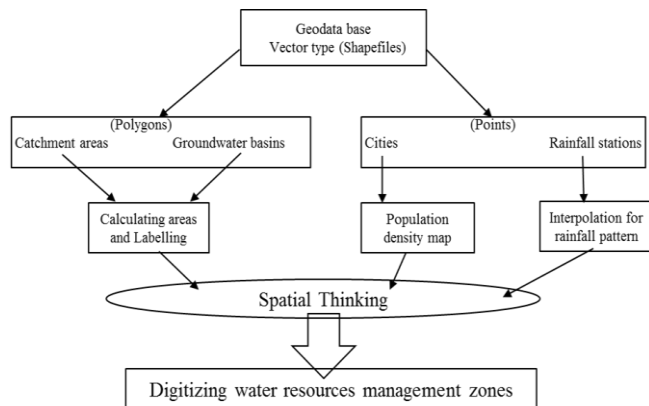 Geodata base
Vector type (Shapefiles)
(Polygons)
Catchment areas
Groundwater basins
(Points)
Cities
Rainfall stations
Calculating areas
and Labelling
Population
density map
Interpolation for
rainfall pattern
Spatial Thinking
Digitizing water resources management zones